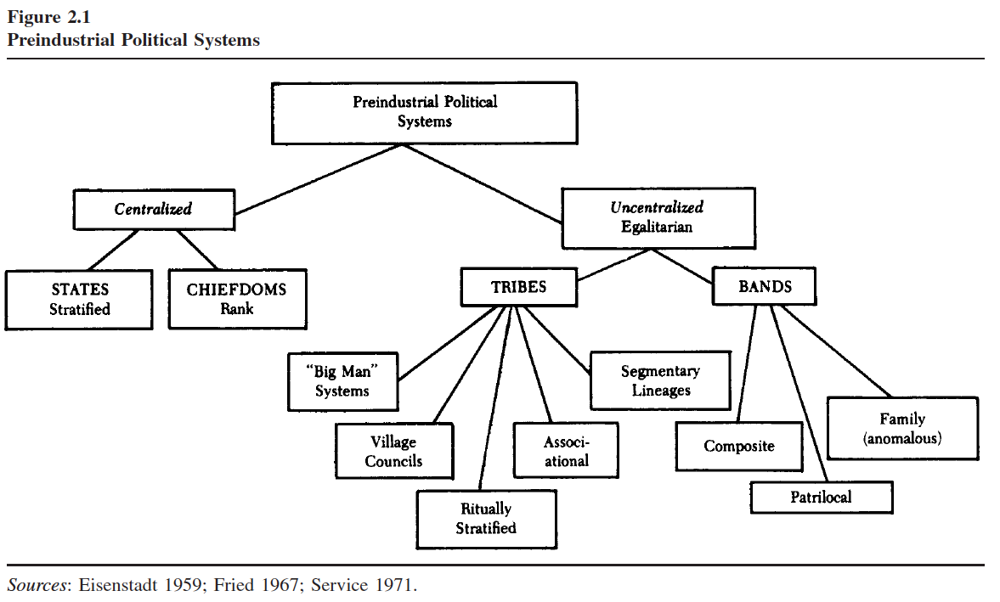 Figure 2.1
Preindustrial Political Systems
Preindustrial Political
Systems
Centralized
Uncentralized
Egalitarian
STATES
Stratified
CHIEFDOMS
Rank
TRIBES
BANDS
“Big Man”
Systems
Segmentary
Lineages
Village
Councils
Associ-
ational
Composite
Family
(anomalous)
Ritually
Stratified
Patrilocal
Sources: Eisenstadt 1959; Fried 1967; Service 1971.